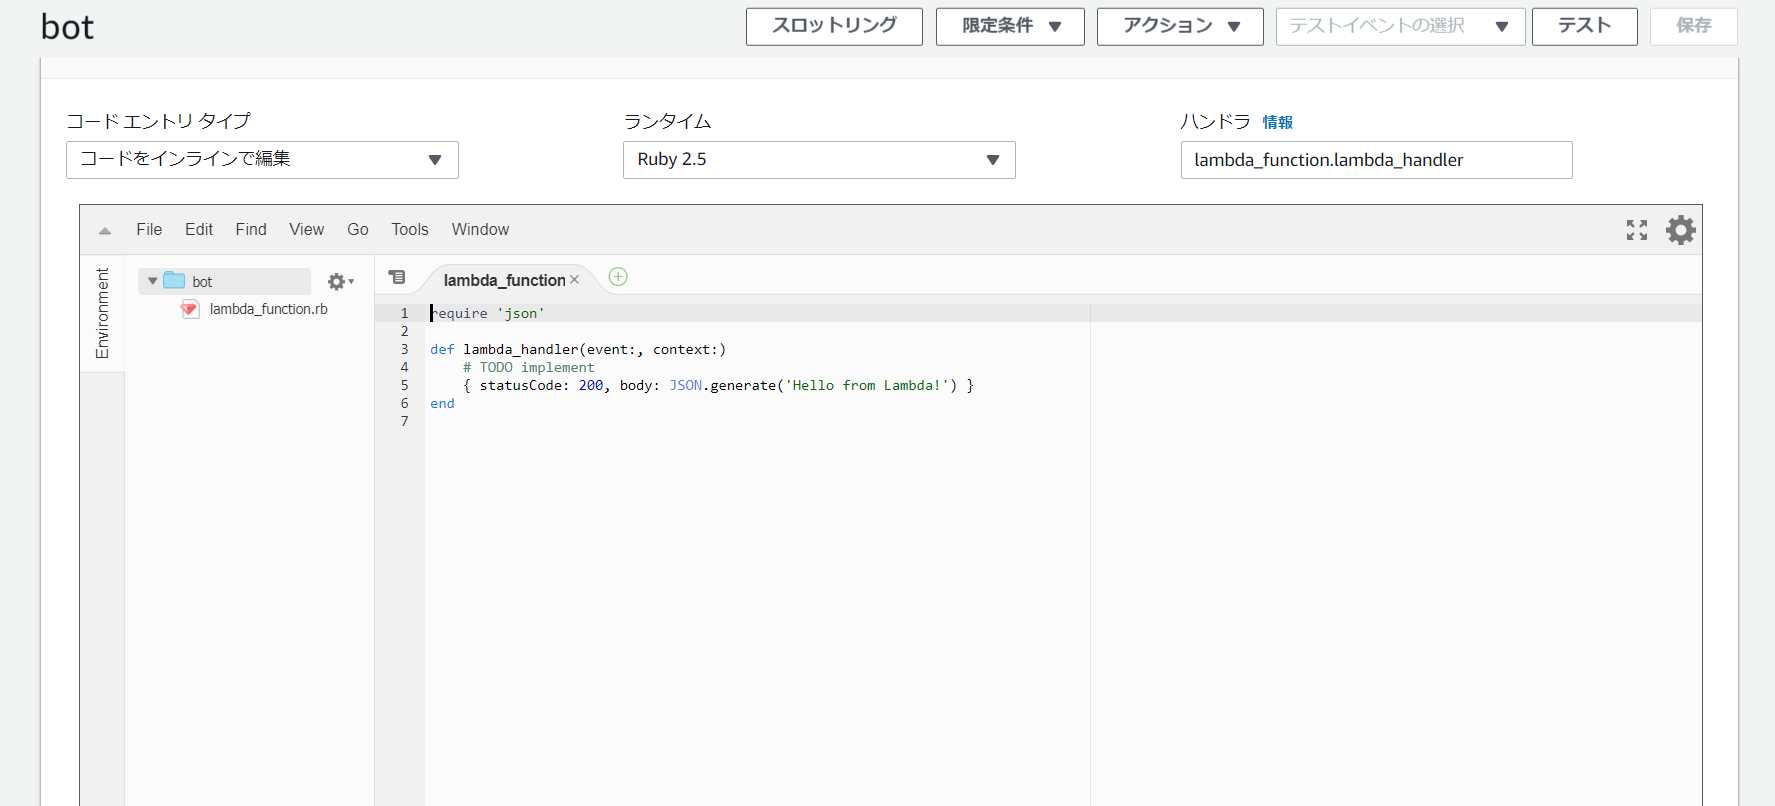 bot
スロットリング
限定条件
アクション
テストイベントの選択
テスト
保存
コード エントリ タイプ
ランタイム
ハンドラ 情報
コードをインラインで編集
Ruby 2.5
lambda_function.lambda_handler
File Edit Find View Go Tools Window
Environment
bot
lambda_function.rb
lambda_function
1 require 'json'
2
3 def lambda_handler(event:, context:)
4 # TODO implement
5 { statusCode: 200, body: JSON.generate('Hello from Lambda!') }
6 end
7